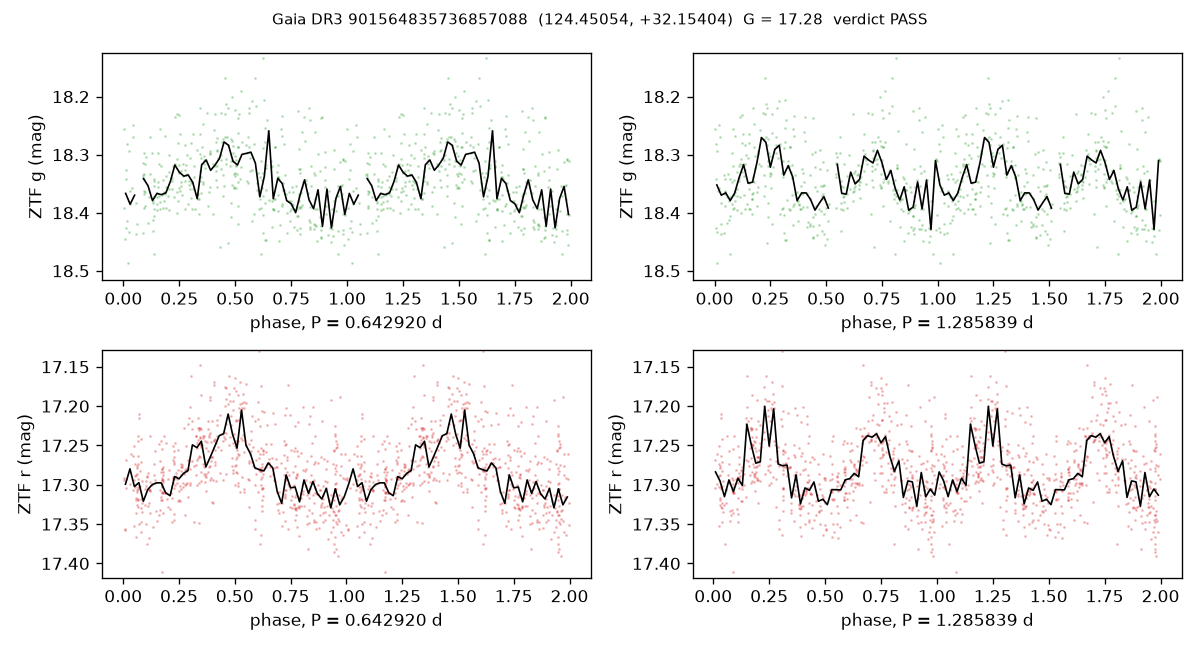 Gaia DR3 901564835736857088 (124.45054, +32.15404) G = 17.28 verdict PASS
ZTF g (mag)
18.2
18.3
18.4
18.5
0.00 0.25 0.50 0.75 1.00 1.25 1.50 1.75 2.00
phase, P = 0.642920 d
ZTF g (mag)
18.2
18.3
18.4
18.5
0.00 0.25 0.50 0.75 1.00 1.25 1.50 1.75 2.00
phase, P = 1.285839 d
ZTF r (mag)
17.15
17.20
17.25
17.30
17.35
17.40
0.00 0.25 0.50 0.75 1.00 1.25 1.50 1.75 2.00
phase, P = 0.642920 d
ZTF r (mag)
17.15
17.20
17.25
17.30
17.35
17.40
0.00 0.25 0.50 0.75 1.00 1.25 1.50 1.75 2.00
phase, P = 1.285839 d